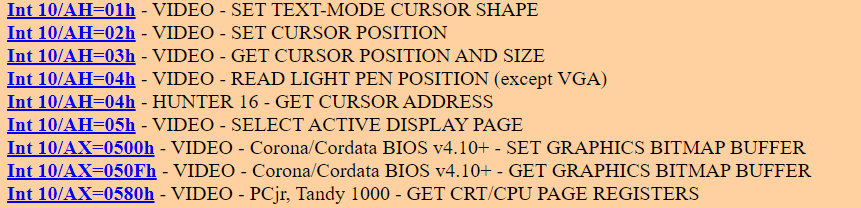 Int 10/AH=01h - VIDEO - SET TEXT-MODE CURSOR SHAPE
Int 10/AH=02h - VIDEO - SET CURSOR POSITION
Int 10/AH=03h - VIDEO - GET CURSOR POSITION AND SIZE
Int 10/AH=04h - VIDEO - READ LIGHT PEN POSITION (except VGA)
Int 10/AH=04h - HUNTER 16 - GET CURSOR ADDRESS
Int 10/AH=05h - VIDEO - SELECT ACTIVE DISPLAY PAGE
Int 10/AX=0500h - VIDEO - Corona/Cordata BIOS v4.10+ - SET GRAPHICS BITMAP BUFFER
Int 10/AX=050Fh - VIDEO - Corona/Cordata BIOS v4.10+ - GET GRAPHICS BITMAP BUFFER
Int 10/AX=0580h - VIDEO - PCjr, Tandy 1000 - GET CRT/CPU PAGE REGISTERS